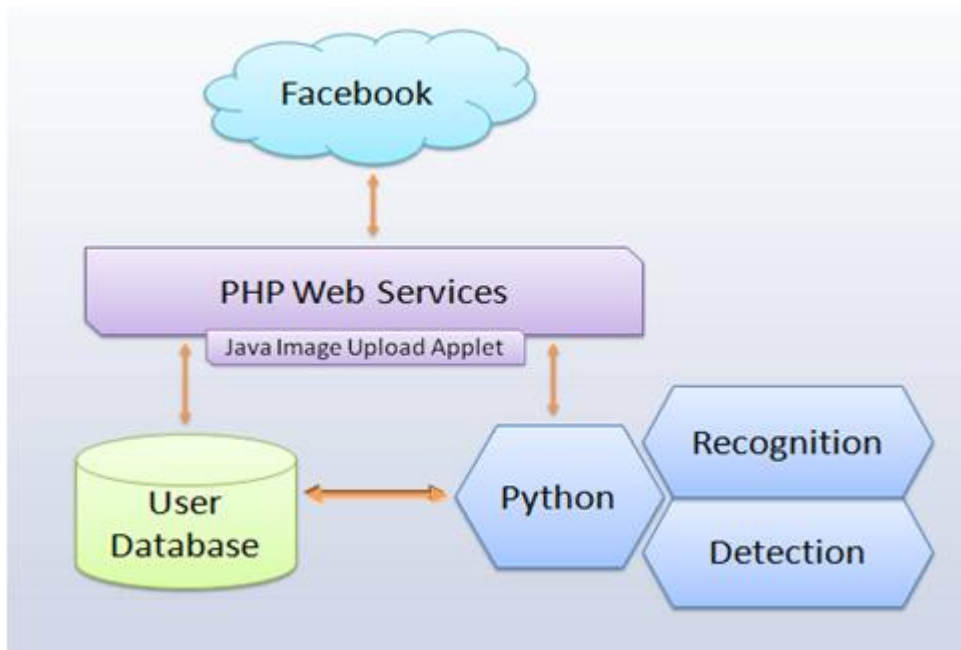 Facebook
PHP Web Services
Java Image Upload Applet
User
Database
Python
Recognition
Detection